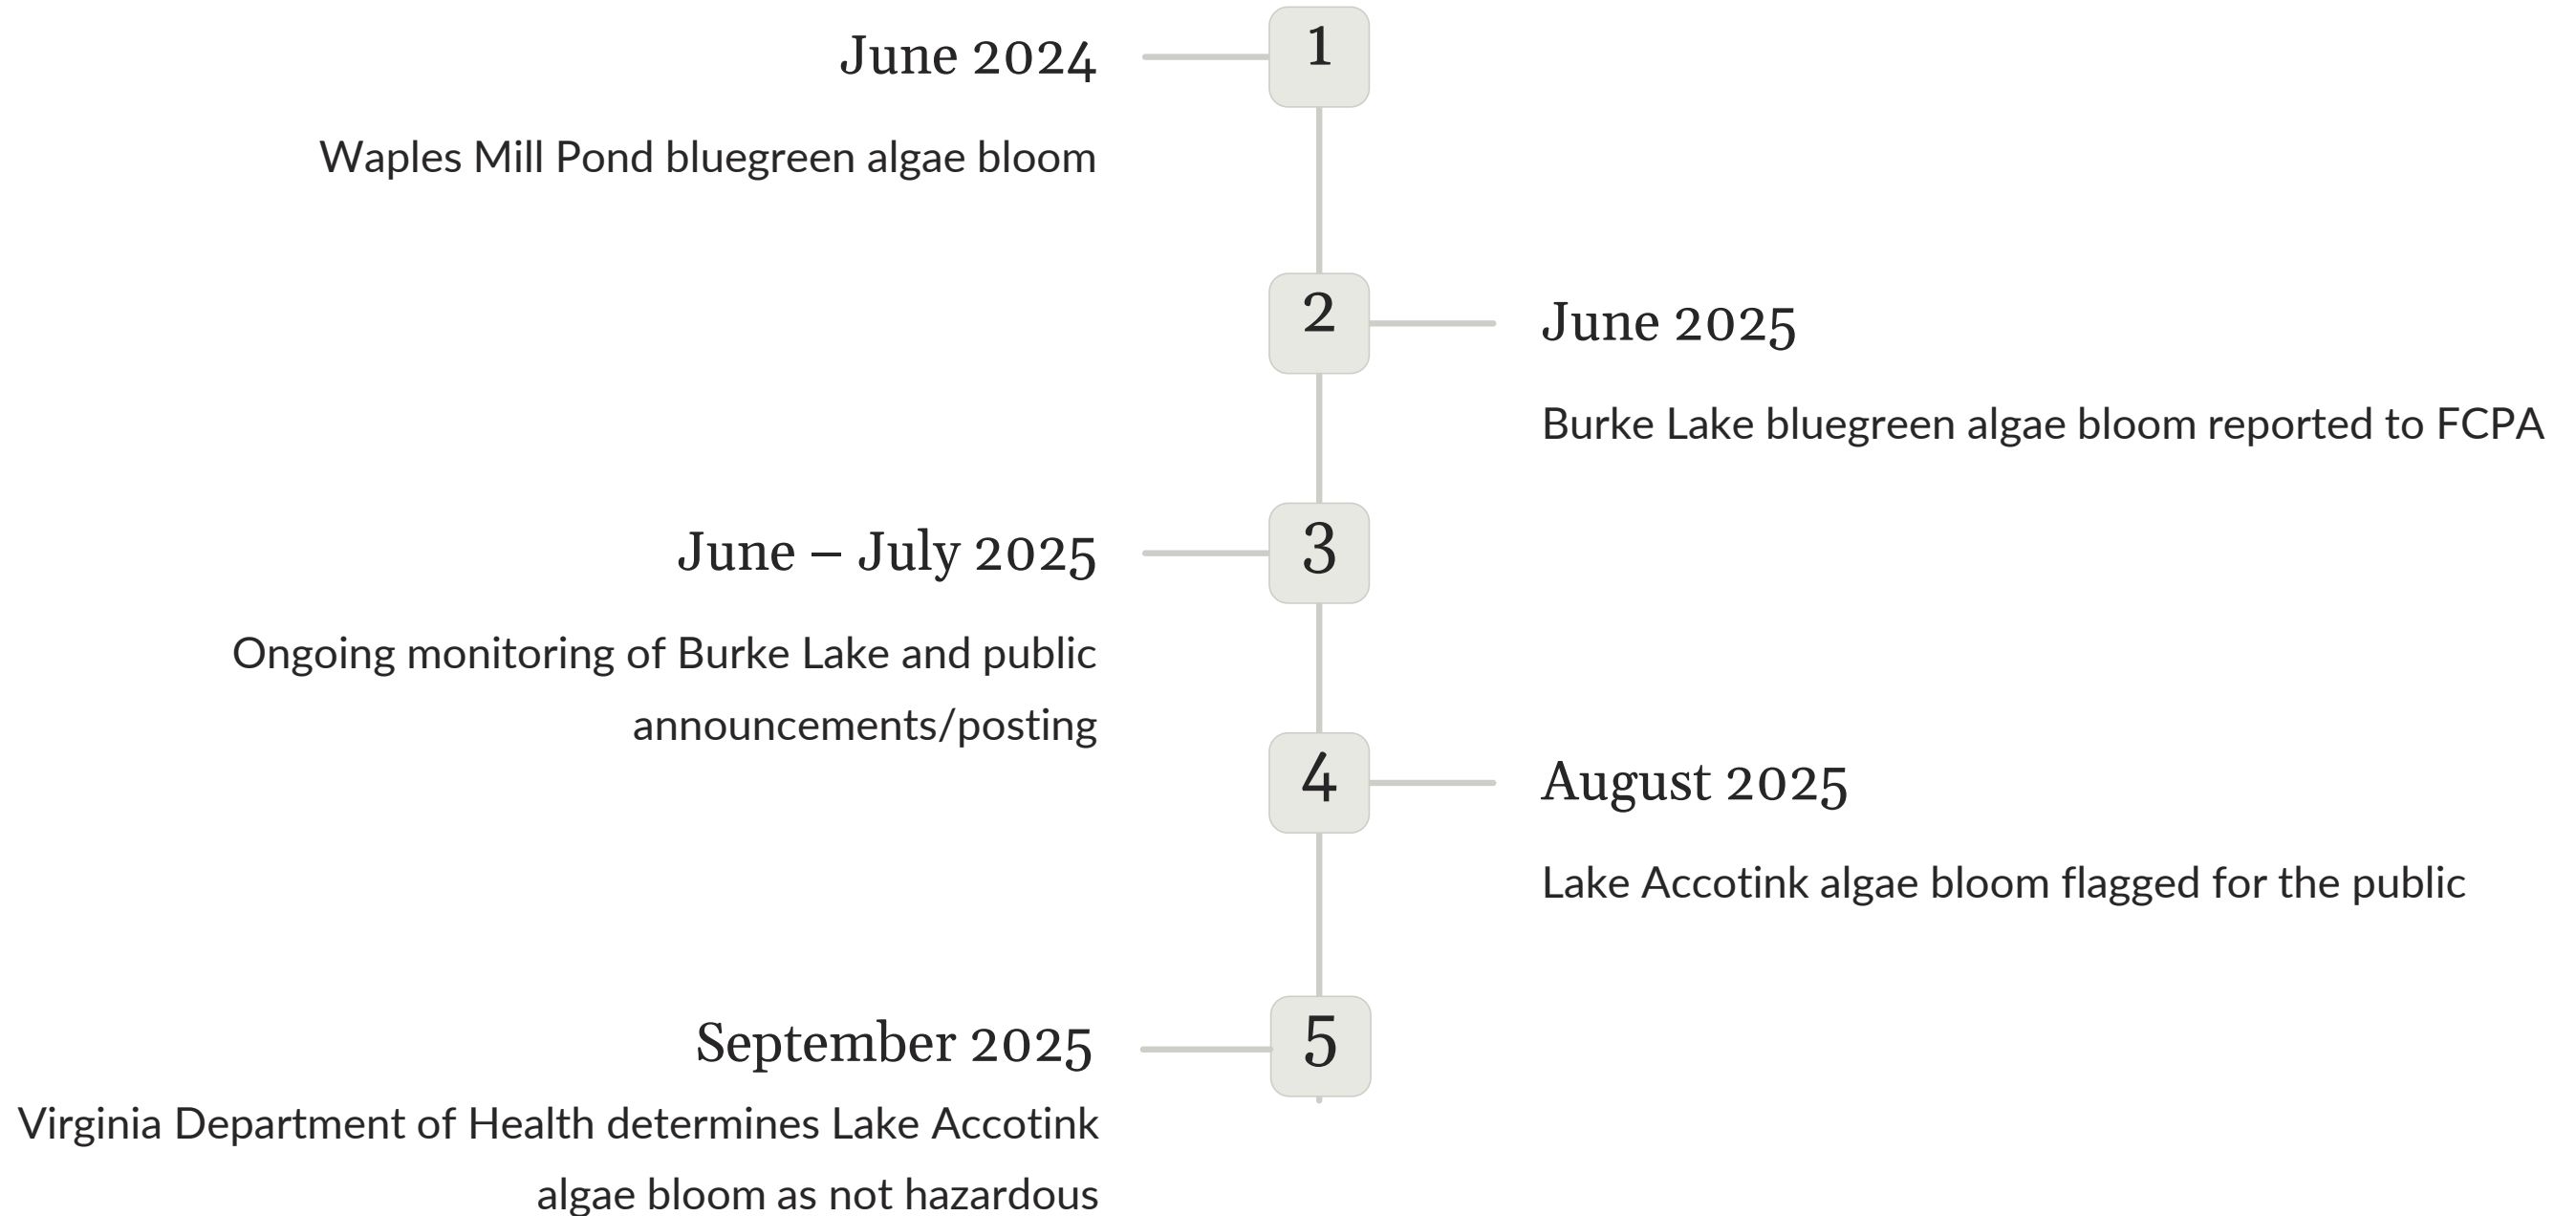 1
June 2024
Waples Mill Pond bluegreen algae bloom
2
June 2025
Burke Lake bluegreen algae bloom reported to FCPA
3
June – July 2025
Ongoing monitoring of Burke Lake and public
announcements/posting
4
August 2025
Lake Accotink algae bloom flagged for the public
5
September 2025
Virginia Department of Health determines Lake Accotink
algae bloom as not hazardous